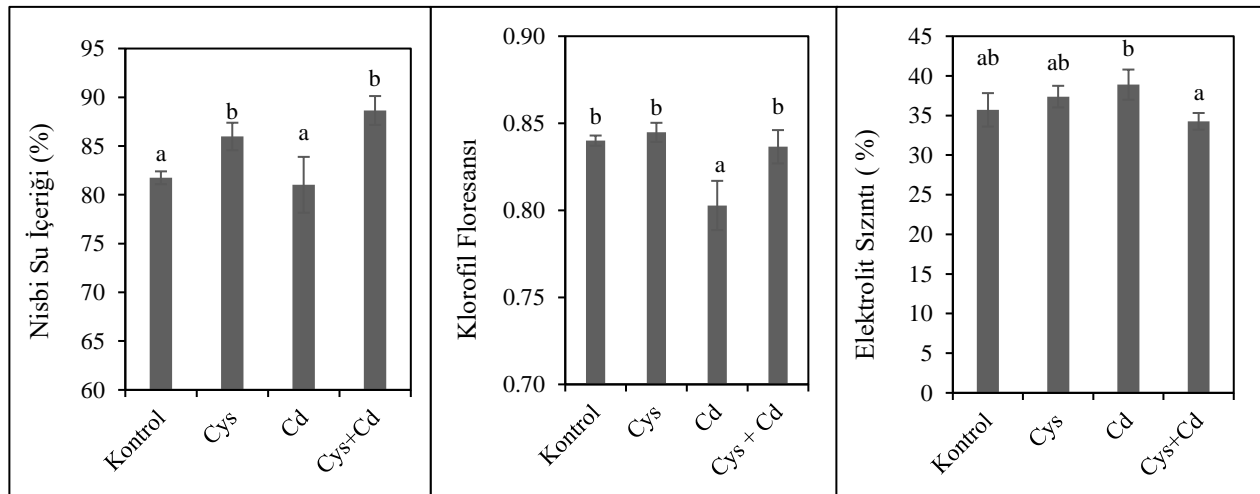 Nisbi Su İçeriği (%)
95
90
85
80
75
70
65
60
a
b
a
b
Kontrol
Cys
Cd
Cys+Cd
Klorofil Floresansı
0.90
0.85
0.80
0.75
0.70
b
b
a
b
Kontrol
Cys
Cd
Cys + Cd
Elektrolit Sızıntı ( %)
45
40
35
30
25
20
15
10
5
0
ab
ab
b
a
Kontrol
Cys
Cd
Cys+Cd